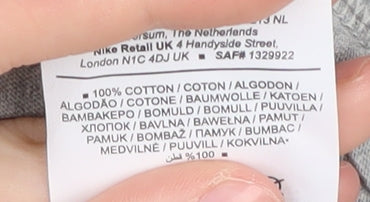 ersum, The Netherlands
Nike Retail UK 4 Handyside Street,
London N1C 4DJ UK ▪ SAF# 1329922
▪ 100% COTTON / COTON / ALGODON /
ALGODÃO / COTONE / BAUMWOLLE / KATOEN /
ΒΑΜΒΑΚΕΡΟ / BOMULD / BOMULL / PUUVILLA /
ХЛОПОК / BAVLNA / BAWEŁNA / PAMUT /
PAMUK / BOMBAŽ / ПАМУК / BUMBAC /
MEDVILNĖ / PUUVILL / KOKVILNA▪
100% قطن ▪